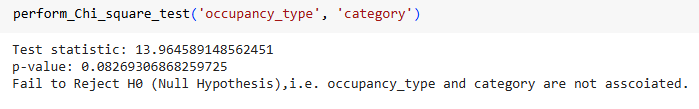 perform_Chi_square_test('occupancy_type', 'category')
Test statistic: 13.964589148562451
p-value: 0.08269306868259725
Fail to Reject H0 (Null Hypothesis),i.e. occupancy_type and category are not asscoiated.